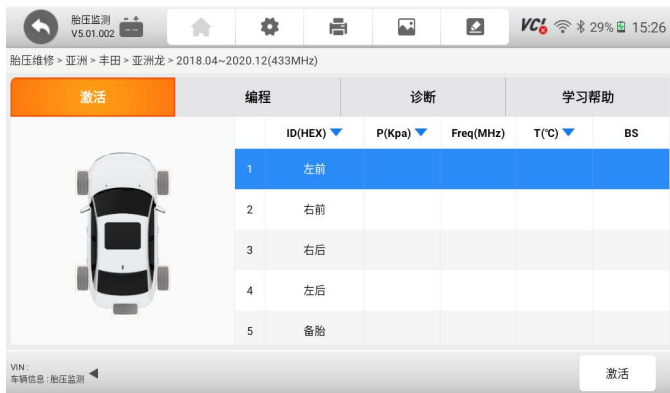 胎压监测
V5.01.002
VCI 29% 15:26
胎压维修 > 亚洲 > 丰田 > 亚洲龙 > 2018.04~2020.12(433MHz)
激活 编程 诊断 学习帮助
ID(HEX) P(Kpa) Freq(MHz) T(℃) BS
1 左前
2 右前
3 右后
4 左后
5 备胎
VIN :
车辆信息 : 胎压监测
激活